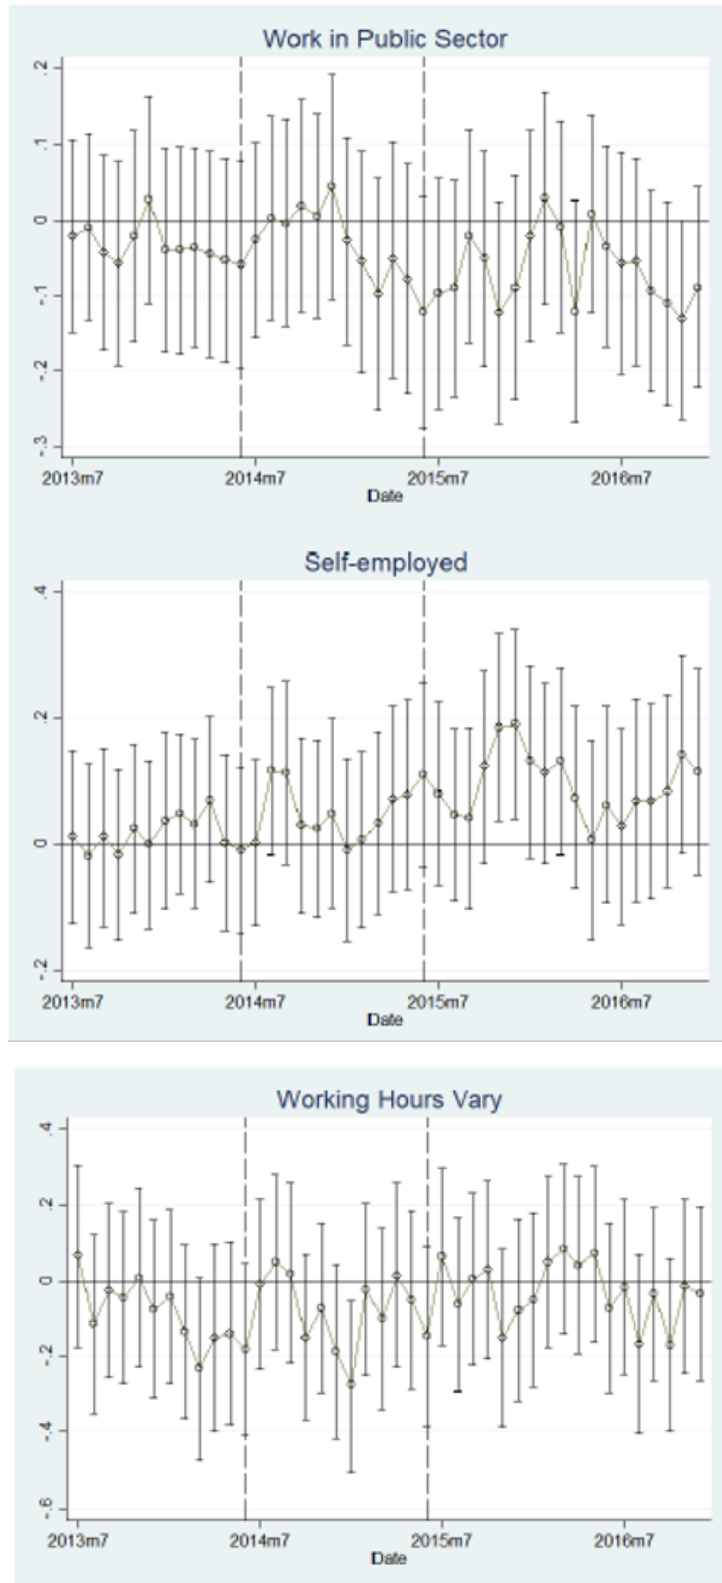 Work in Public Sector
.2
.1
0
-.1
-.2
-.3
2013m7 2014m7 2015m7 2016m7
Date
Self-employed
.4
.2
0
-.2
2013m7 2014m7 2015m7 2016m7
Date
Working Hours Vary
.4
.2
0
-.2
-.4
-.6
2013m7 2014m7 2015m7 2016m7
Date